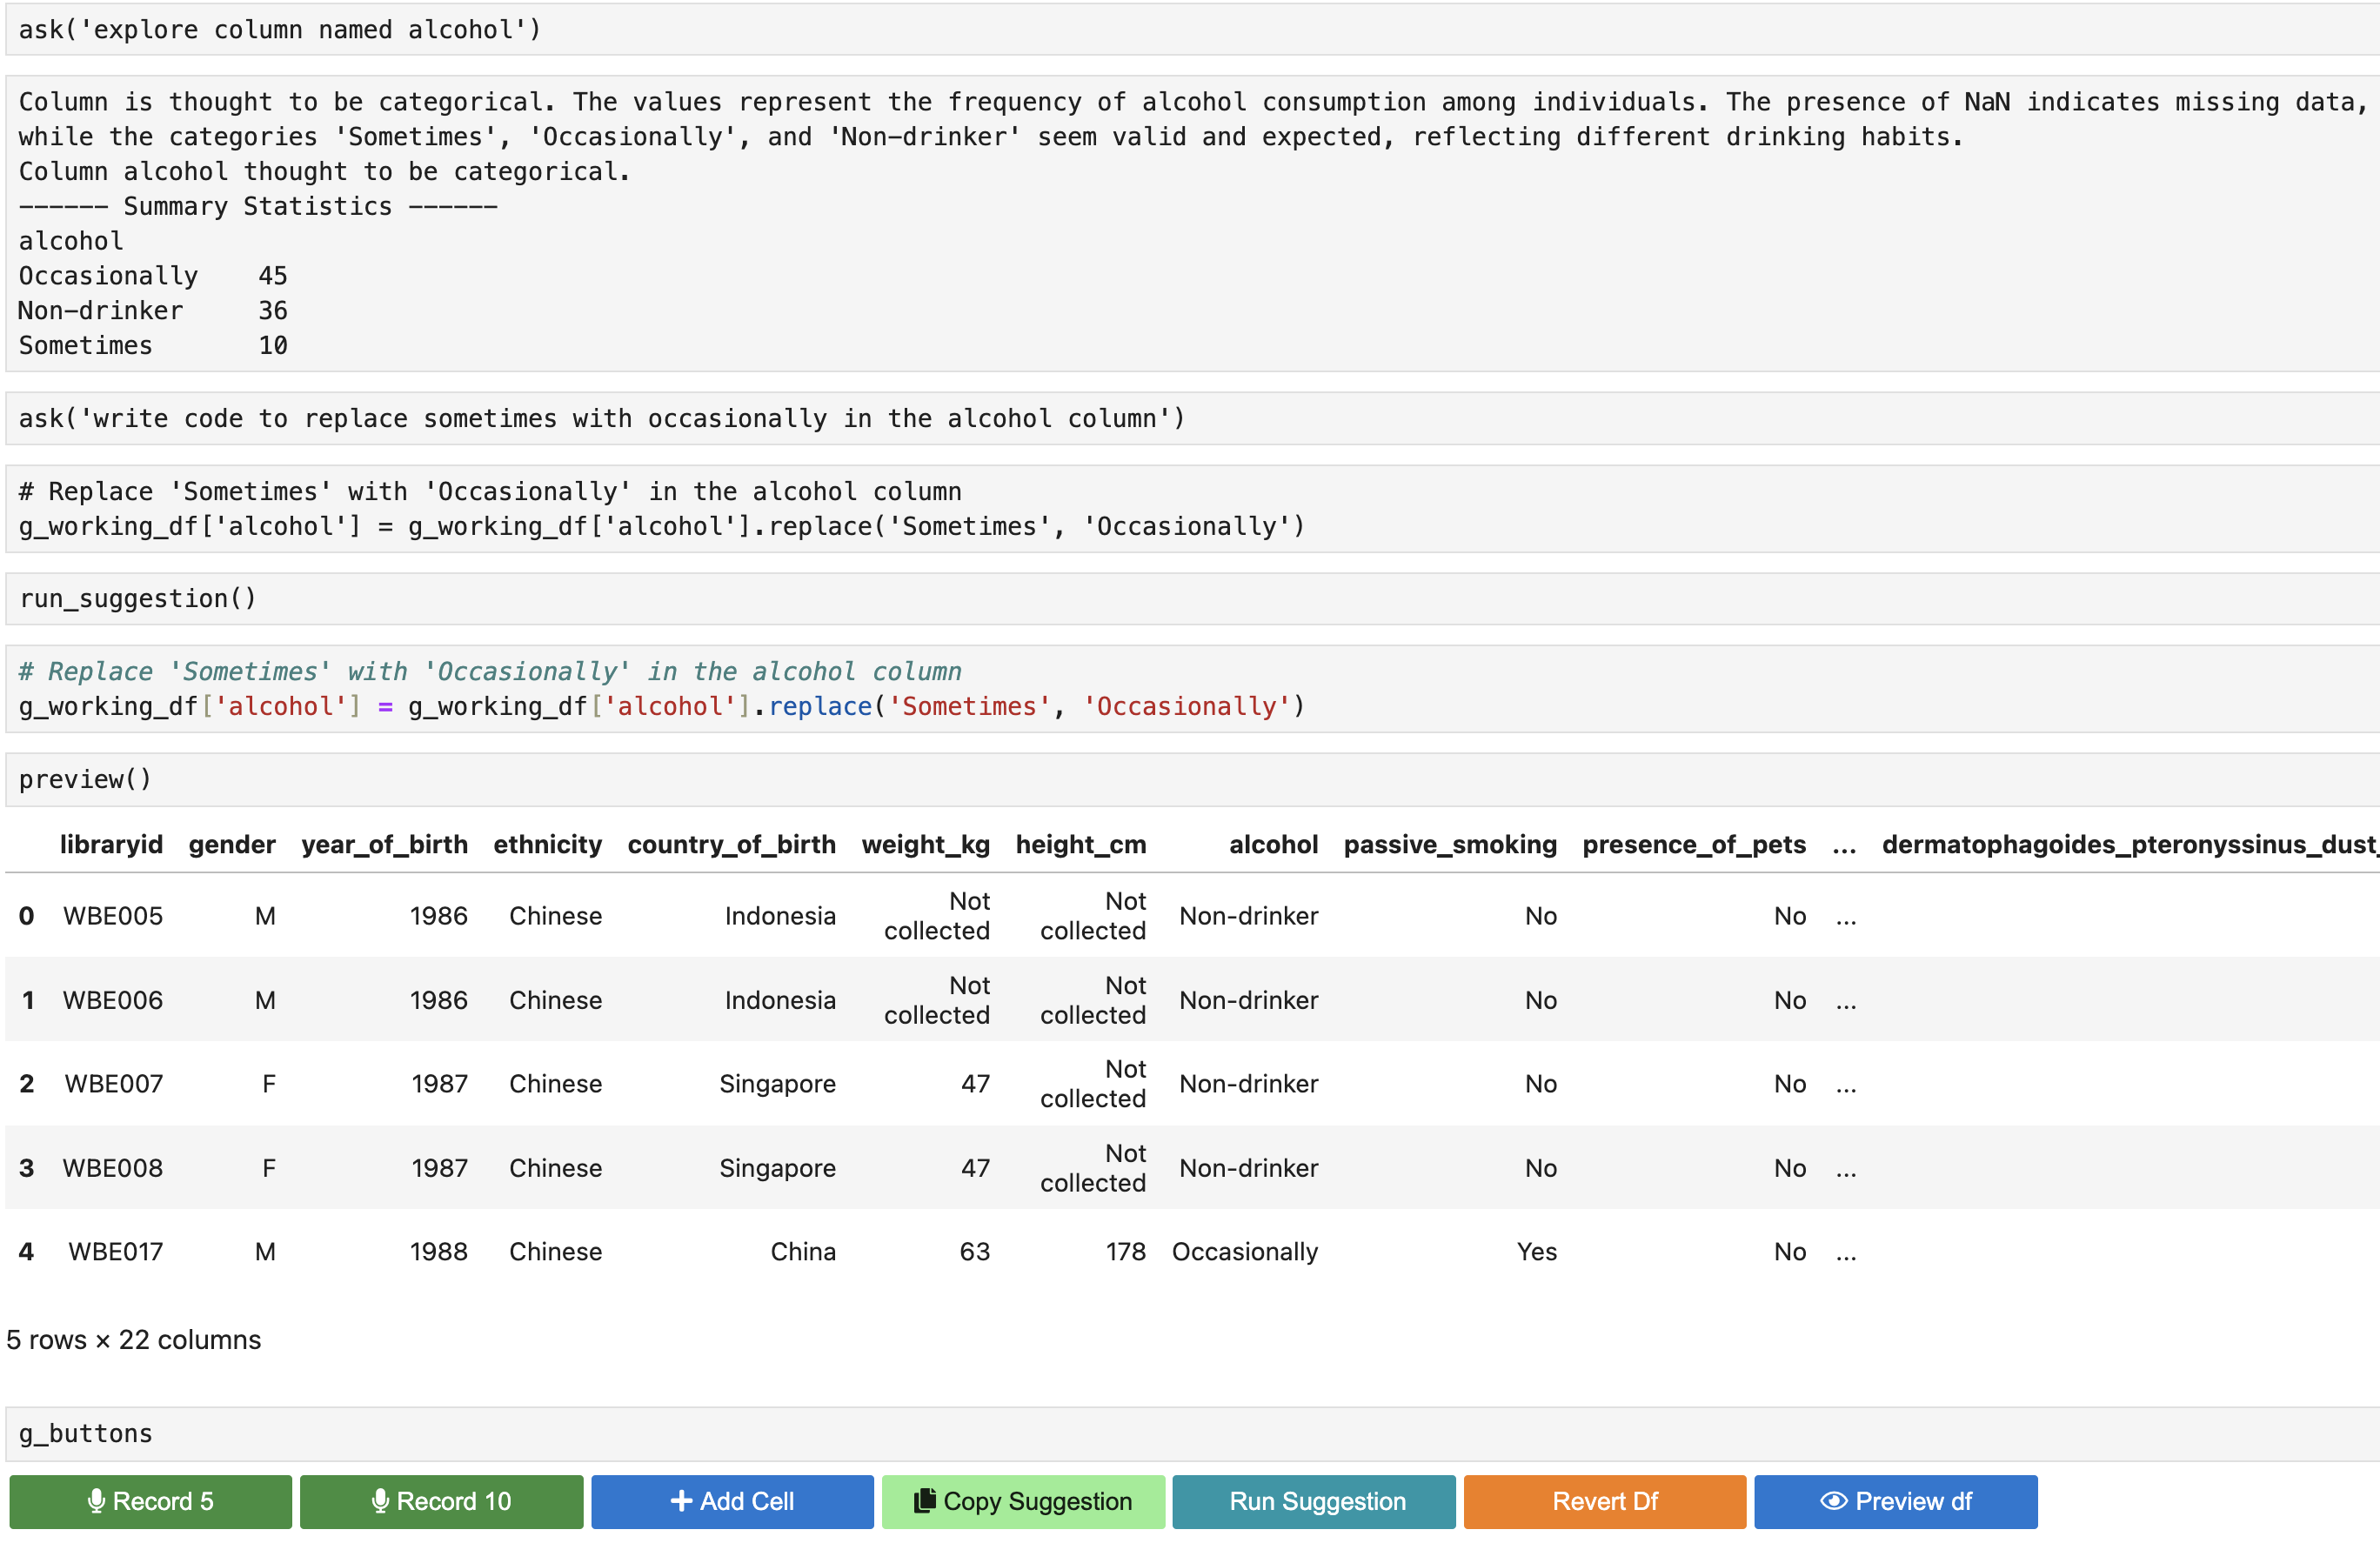 ask('explore column named alcohol')
Column is thought to be categorical. The values represent the frequency of alcohol consumption among individuals. The presence of NaN indicates missing data,
while the categories 'Sometimes', 'Occasionally', and 'Non-drinker' seem valid and expected, reflecting different drinking habits.
Column alcohol thought to be categorical.
------ Summary Statistics ------
alcohol
Occasionally    45
Non-drinker     36
Sometimes       10
ask('write code to replace sometimes with occasionally in the alcohol column')
# Replace 'Sometimes' with 'Occasionally' in the alcohol column
g_working_df['alcohol'] = g_working_df['alcohol'].replace('Sometimes', 'Occasionally')
run_suggestion()
# Replace 'Sometimes' with 'Occasionally' in the alcohol column
g_working_df['alcohol'] = g_working_df['alcohol'].replace('Sometimes', 'Occasionally')
preview()
libraryid gender year_of_birth ethnicity country_of_birth weight_kg height_cm alcohol passive_smoking presence_of_pets ... dermatophagoides_pteronyssinus_dust_
0 WBE005 M 1986 Chinese Indonesia Not collected Not collected Non-drinker No No ...
1 WBE006 M 1986 Chinese Indonesia Not collected Not collected Non-drinker No No ...
2 WBE007 F 1987 Chinese Singapore 47 Not collected Non-drinker No No ...
3 WBE008 F 1987 Chinese Singapore 47 Not collected Non-drinker No No ...
4 WBE017 M 1988 Chinese China 63 178 Occasionally Yes No ...
5 rows × 22 columns
g_buttons
Record 5 Record 10 Add Cell Copy Suggestion Run Suggestion Revert Df Preview df